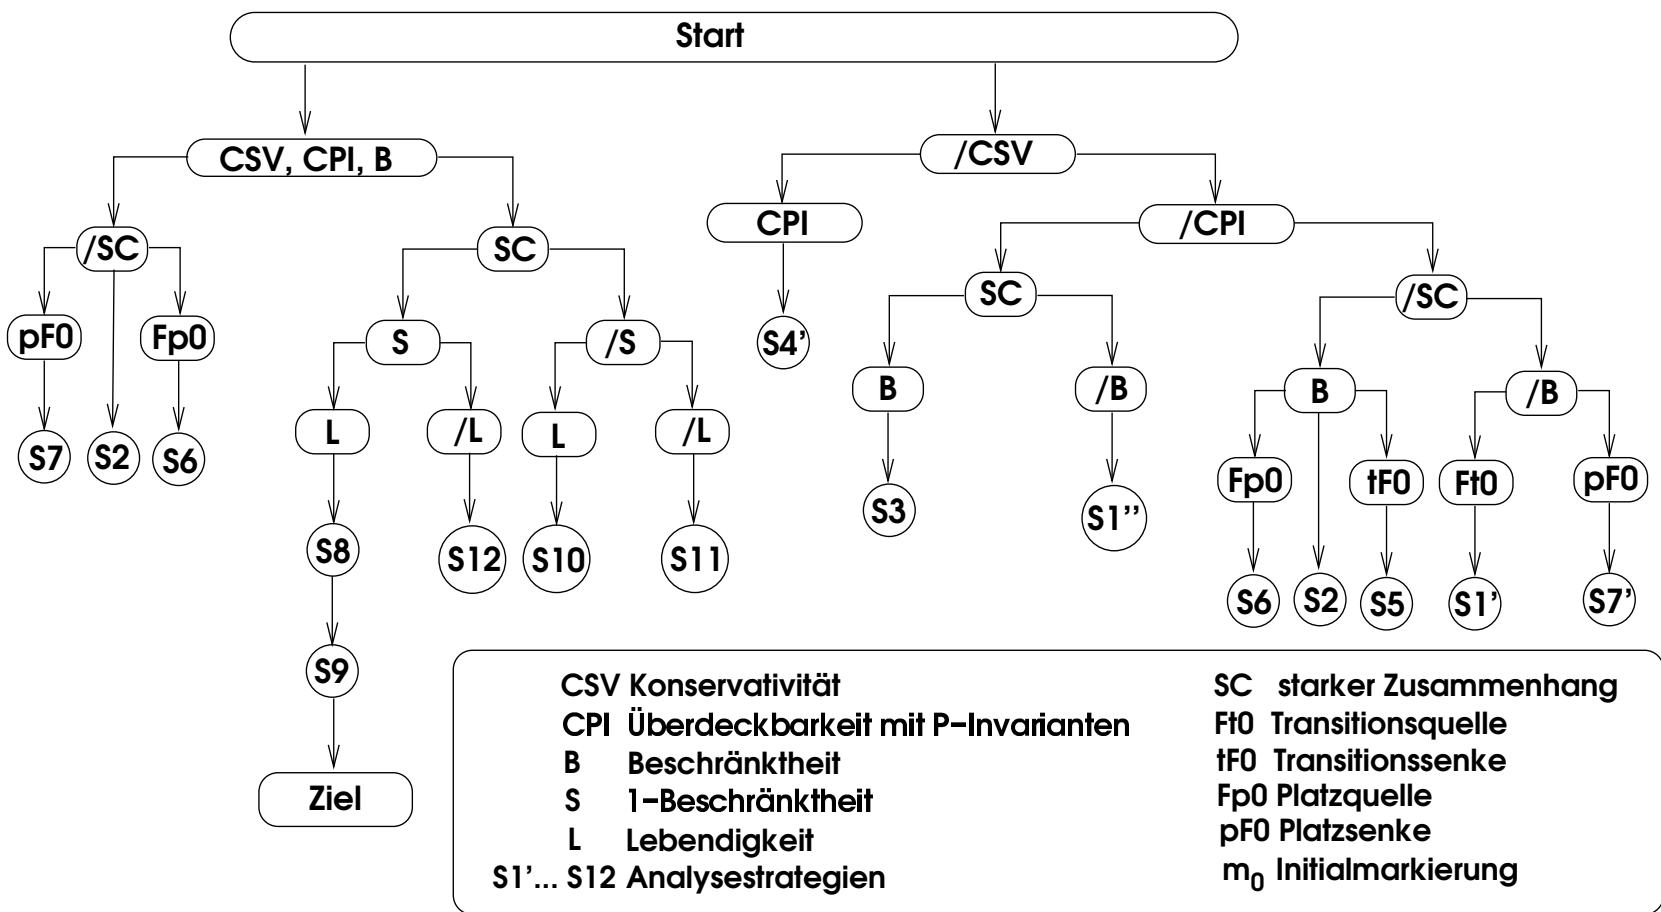 Start
CSV, CPI, B
/CSV
/SC
SC
CPI
/CPI
pF0
Fp0
S
/S
S4'
SC
/SC
S7
S2
S6
L
/L
L
/L
B
/B
B
/B
S8
S12
S10
S11
S3
S1''
Fp0
tF0
Ft0
pF0
S9
S6
S2
S5
S1'
S7'
Ziel
CSV Konservativität
CPI Überdeckbarkeit mit P-Invarianten
B Beschränktheit
S 1-Beschränktheit
L Lebendigkeit
S1'... S12 Analysestrategien
SC starker Zusammenhang
Ft0 Transitionsquelle
tF0 Transitionssenke
Fp0 Platzquelle
pF0 Platzsenke
m0 Initialmarkierung